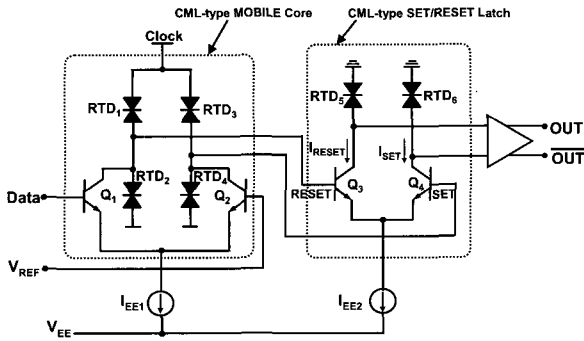 CML-type MOBILE Core
CML-type SET/RESET Latch
Clock
RTD1
RTD3
RTD5
RTD6
OUT
OUT
IRESET
ISET
RTD2
RTD4
Data
Q1
Q2
RESET
Q3
Q4
SET
VREF
IEE1
IEE2
VEE